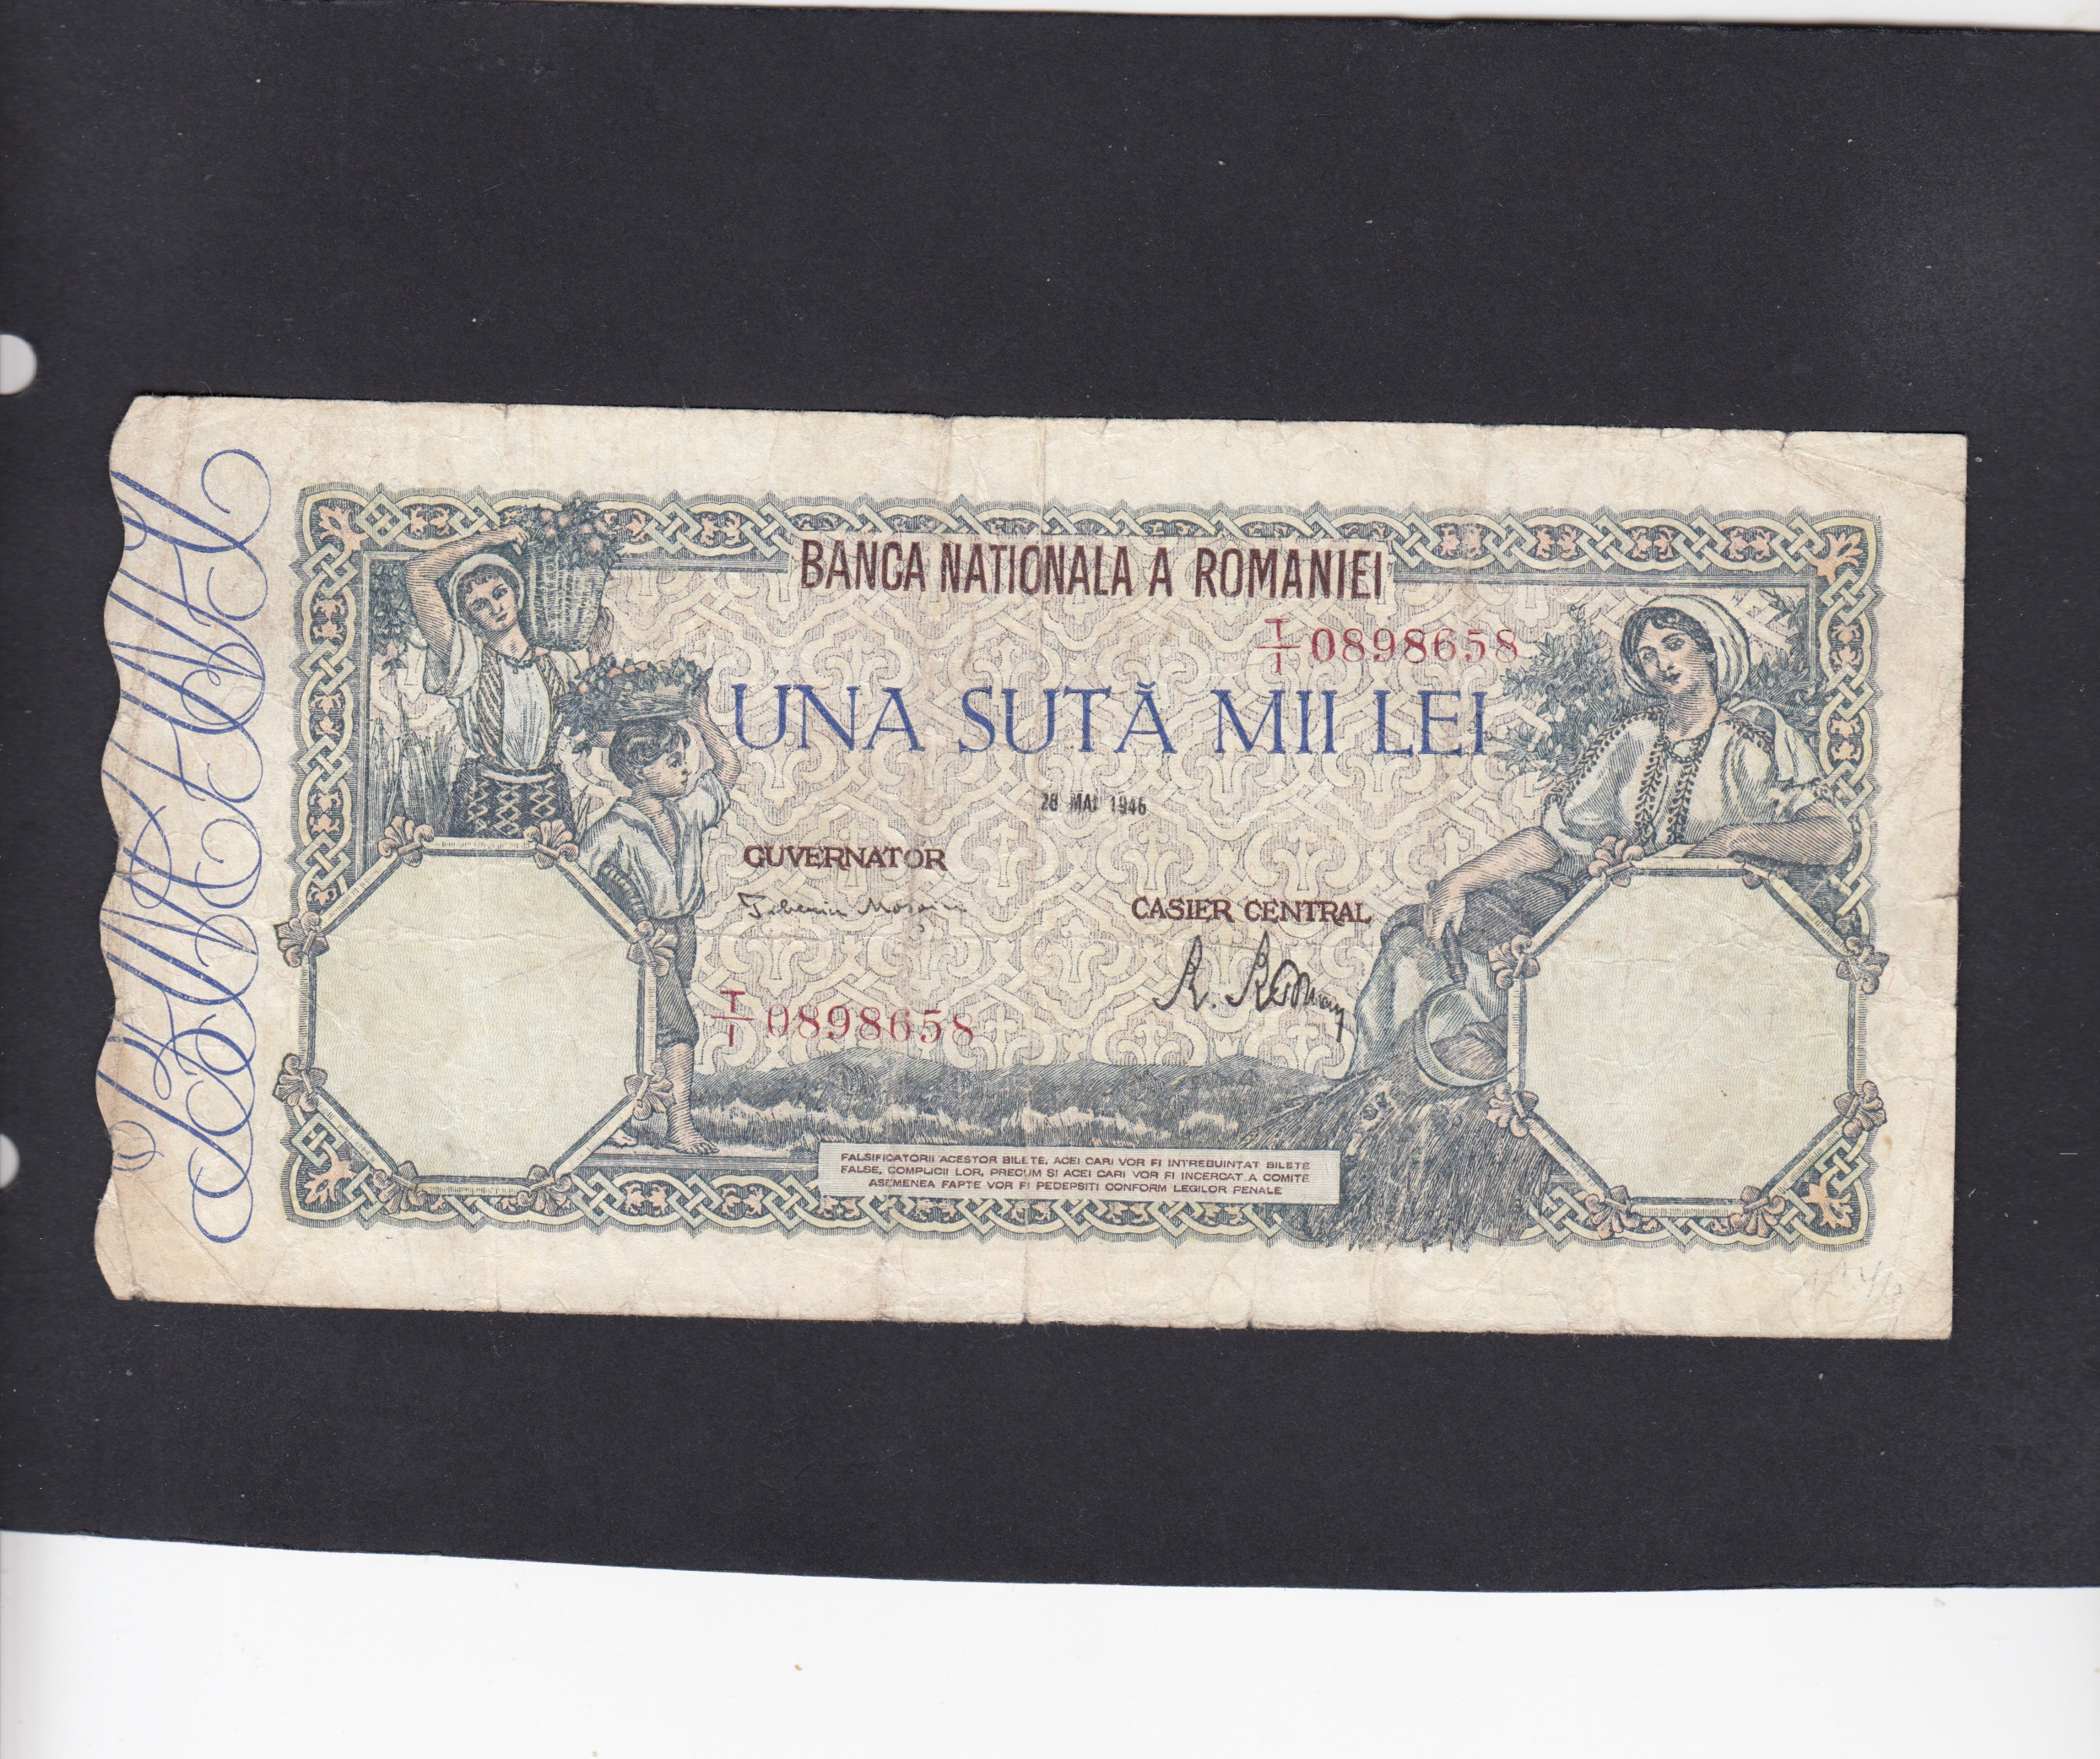 BANCA NATIONALA A ROMANIEI
T/1 0898658
UNA SUTĂ MII LEI
28 MAI 1946
GUVERNATOR
CASIER CENTRAL
T/1 0898658
FALSIFICATORII ACESTOR BILETE, ACEI CARI VOR FI INTREBUINTAT BILETE
FALSE, COMPLICII LOR, PRECUM SI ACEI CARI VOR FI INCERCAT A COMITE
ASEMENEA FAPTE VOR FI PEDEPSITI CONFORM LEGILOR PENALE